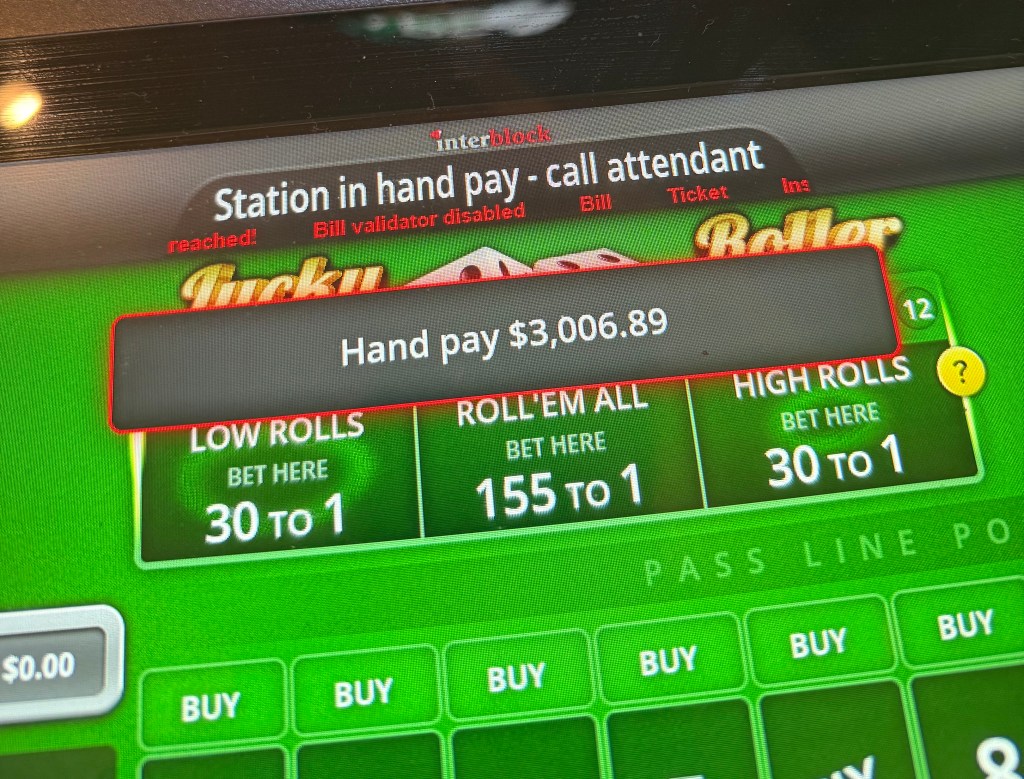 interblock
Station in hand pay - call attendant
reached! Bill validator disabled Bill Ticket Ins
Lucky Roller
Hand pay $3,006.89
12
?
LOW ROLLS
BET HERE
30 TO 1
ROLL'EM ALL
BET HERE
155 TO 1
HIGH ROLLS
BET HERE
30 TO 1
PASS LINE PO
$0.00
BUY BUY BUY BUY BUY BUY
8